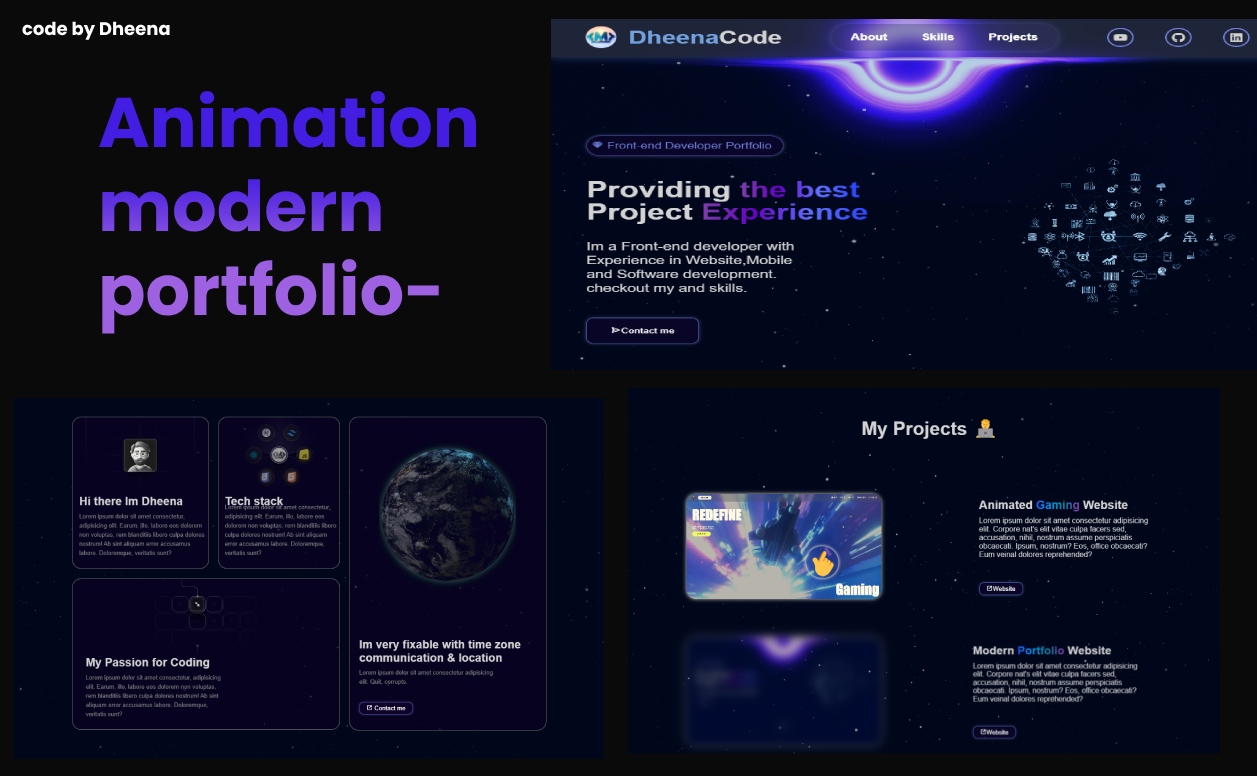 code by Dheena
Animation
modern
portfolio-
DheenaCode
About Skills Projects
Front-end Developer Portfolio
Providing the best
Project Experience
Im a Front-end developer with
Experience in Website,Mobile
and Software development.
checkout my and skills.
Contact me
Hi there Im Dheena
Lorem ipsum dolor sit amet consectetur,
adipisicing elit. Earum, illo, labore eos dolorem
non voluptas, rem blanditiis libero culpa dolores
nostrum! Ab sint aliquam error accusamus
labore. Doloremque, veritatis sunt?
Tech stack
Lorem ipsum dolor sit amet consectetur,
adipisicing elit. Earum, illo, labore eos
dolorem non voluptas, rem blanditiis libero
culpa dolores nostrum! Ab sint aliquam
error accusamus labore. Doloremque,
veritatis sunt?
My Passion for Coding
Lorem ipsum dolor sit amet consectetur, adipisicing
elit. Earum, illo, labore eos dolorem non voluptas,
rem blanditiis libero culpa dolores nostrum! Ab sint
aliquam error accusamus labore. Doloremque,
veritatis sunt?
Im very fixable with time zone
communication & location
Lorem ipsum dolor sit amet consectetur adipisicing
elit. Quit, corrupts.
Contact me
My Projects
REDEFINE
Gaming
Animated Gaming Website
Lorem ipsum dolor sit amet consectetur adipisicing
elit. Corpore nat's elit vitae culpa facere sed,
accusamus, nihil, nostrum assume perspiciatis
obcaecati. Ipsum, nostrum? Eos, office obcaecati?
Eum veinal dolores reprehended?
Website
Modern Portfolio Website
Lorem ipsum dolor sit amet consectetur adipisicing
elit. Corpore nat's elit vitae culpa facere sed,
accusation, nihil, nostrum assume perspiciatis
obcaecati. Ipsum, nostrum? Eos, office obcaecati?
Eum veinal dolores reprehended?
Website